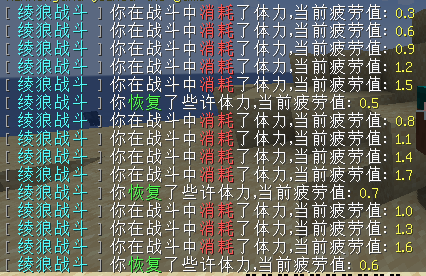 [ 绫狼战斗 ] 你在战斗中消耗了体力,当前疲劳值: 0.3
[ 绫狼战斗 ] 你在战斗中消耗了体力,当前疲劳值: 0.6
[ 绫狼战斗 ] 你在战斗中消耗了体力,当前疲劳值: 0.9
[ 绫狼战斗 ] 你在战斗中消耗了体力,当前疲劳值: 1.2
[ 绫狼战斗 ] 你在战斗中消耗了体力,当前疲劳值: 1.5
[ 绫狼战斗 ] 你恢复了些许体力,当前疲劳值: 0.5
[ 绫狼战斗 ] 你在战斗中消耗了体力,当前疲劳值: 0.8
[ 绫狼战斗 ] 你在战斗中消耗了体力,当前疲劳值: 1.1
[ 绫狼战斗 ] 你在战斗中消耗了体力,当前疲劳值: 1.4
[ 绫狼战斗 ] 你在战斗中消耗了体力,当前疲劳值: 1.7
[ 绫狼战斗 ] 你恢复了些许体力,当前疲劳值: 0.7
[ 绫狼战斗 ] 你在战斗中消耗了体力,当前疲劳值: 1.0
[ 绫狼战斗 ] 你在战斗中消耗了体力,当前疲劳值: 1.3
[ 绫狼战斗 ] 你在战斗中消耗了体力,当前疲劳值: 1.6
[ 绫狼战斗 ] 你恢复了些许体力,当前疲劳值: 0.6